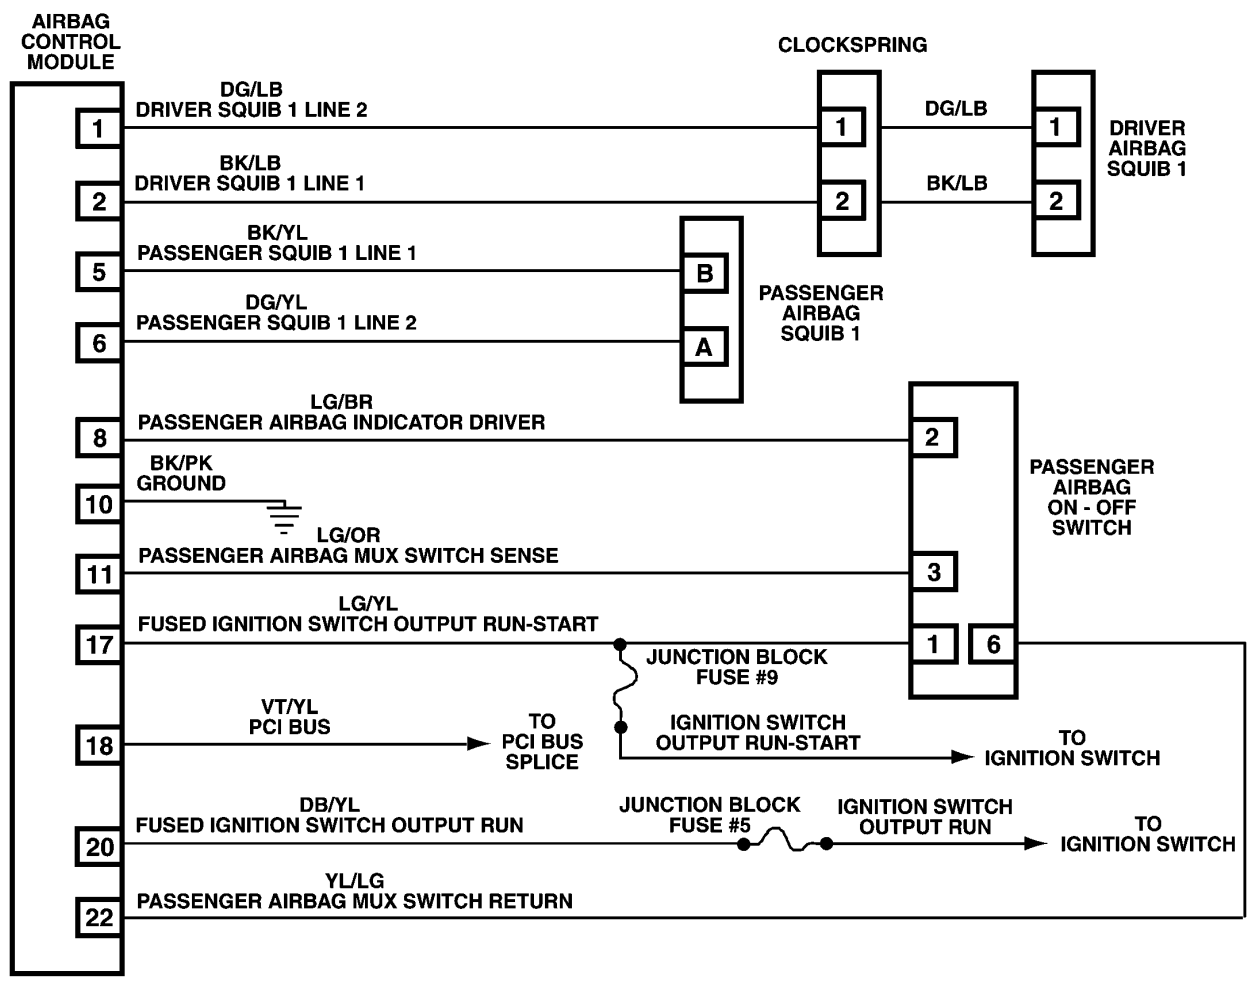 AIRBAG
CONTROL
MODULE
CLOCKSPRING
DG/LB
DRIVER SQUIB 1 LINE 2
1
1
DG/LB
1
DRIVER
AIRBAG
SQUIB 1
BK/LB
DRIVER SQUIB 1 LINE 1
2
2
BK/LB
2
BK/YL
PASSENGER SQUIB 1 LINE 1
5
B
DG/YL
PASSENGER SQUIB 1 LINE 2
6
A
PASSENGER
AIRBAG
SQUIB 1
LG/BR
PASSENGER AIRBAG INDICATOR DRIVER
8
2
BK/PK
GROUND
10
PASSENGER
AIRBAG
ON - OFF
SWITCH
LG/OR
PASSENGER AIRBAG MUX SWITCH SENSE
11
3
LG/YL
FUSED IGNITION SWITCH OUTPUT RUN-START
17
1
6
JUNCTION BLOCK
FUSE #9
VT/YL
PCI BUS
18
TO
PCI BUS
SPLICE
IGNITION SWITCH
OUTPUT RUN-START
TO
IGNITION SWITCH
DB/YL
FUSED IGNITION SWITCH OUTPUT RUN
20
JUNCTION BLOCK
FUSE #5
IGNITION SWITCH
OUTPUT RUN
TO
IGNITION SWITCH
YL/LG
PASSENGER AIRBAG MUX SWITCH RETURN
22